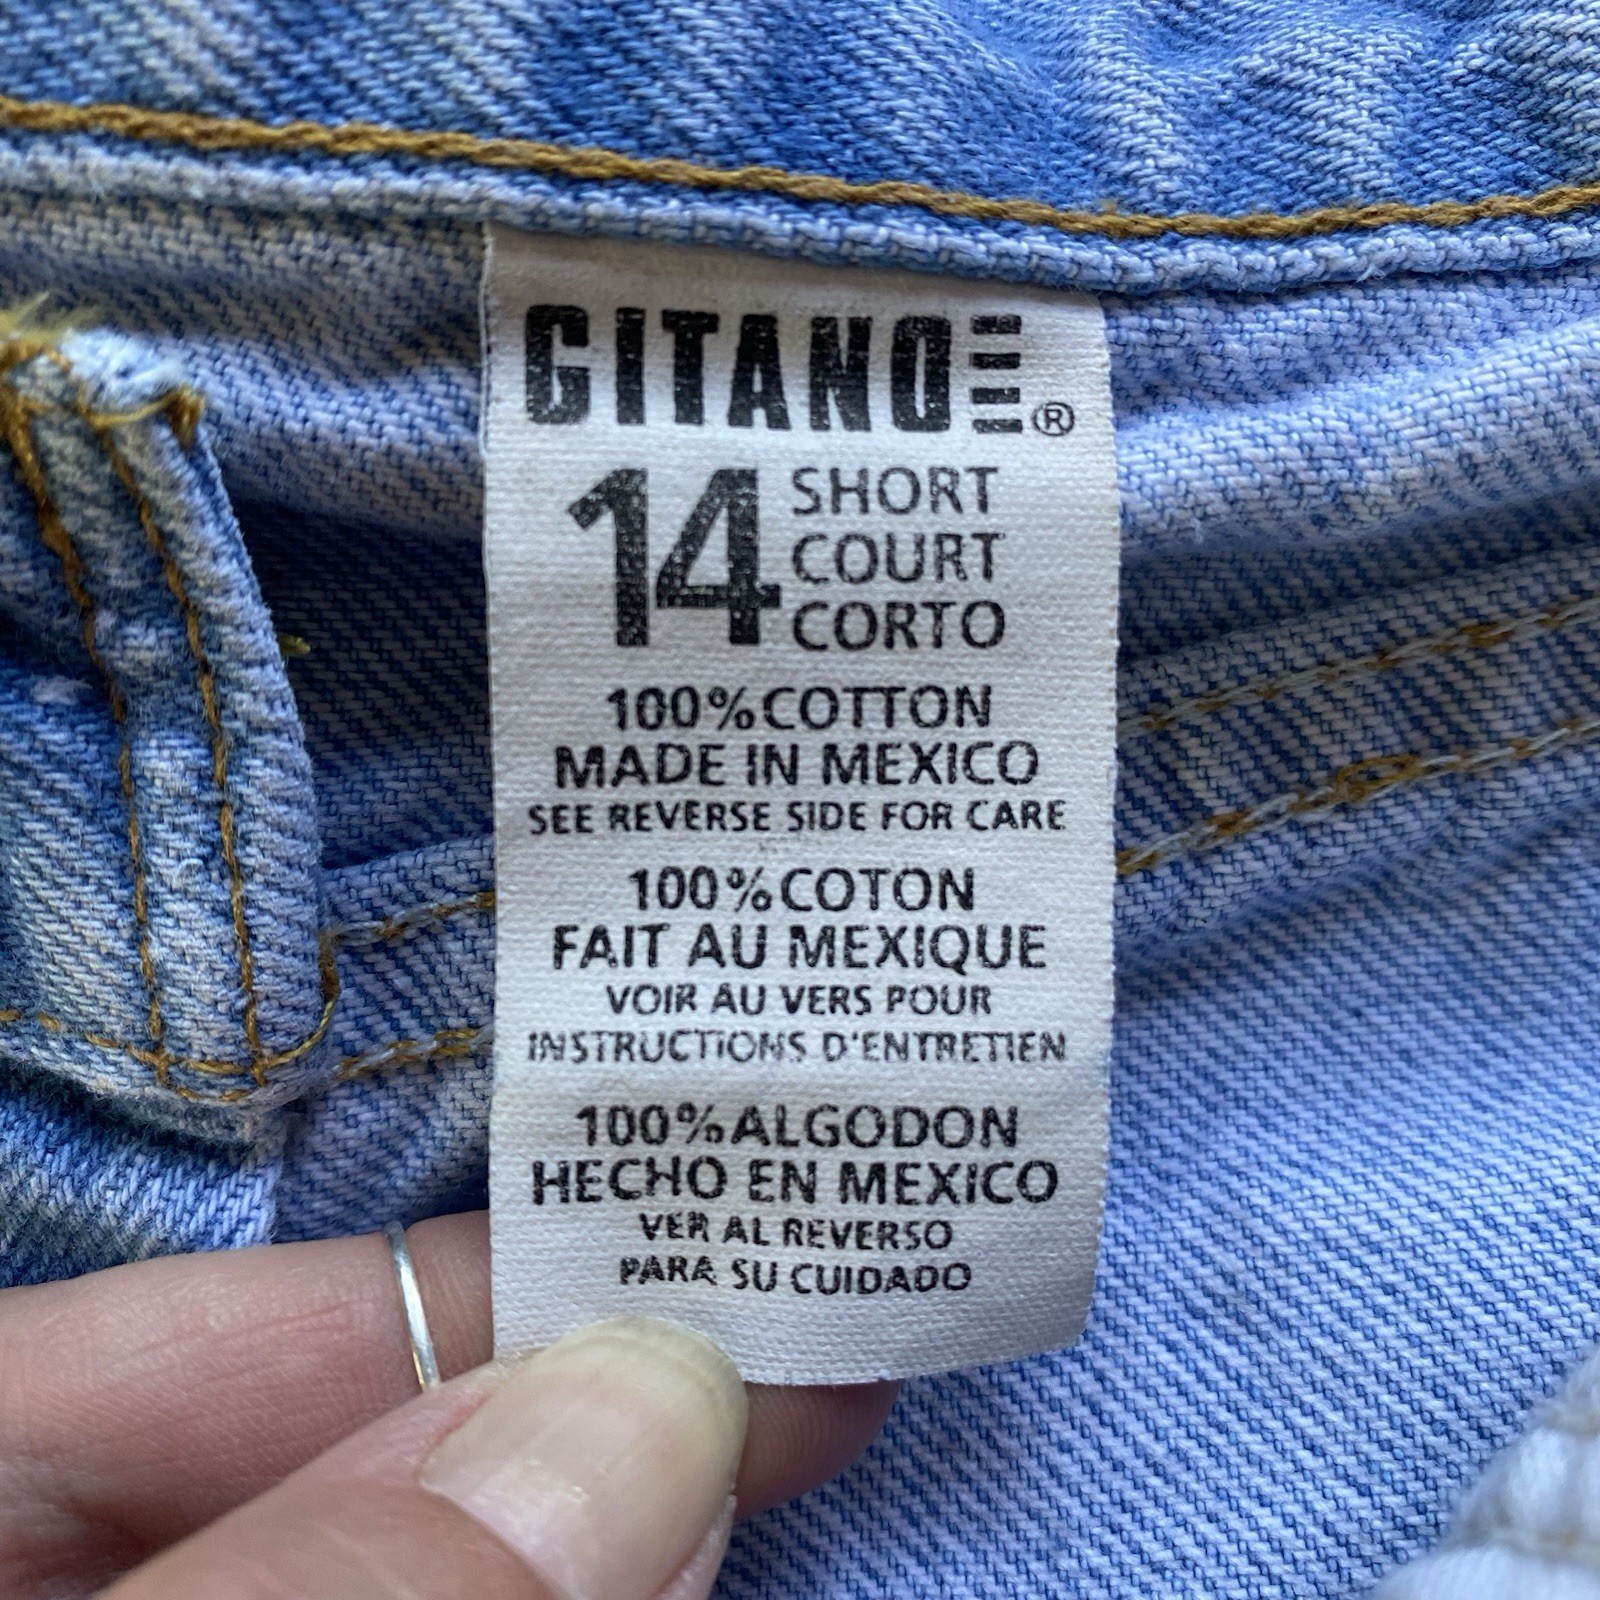 GITANO ®
14 SHORT
COURT
CORTO
100% COTTON
MADE IN MEXICO
SEE REVERSE SIDE FOR CARE
100% COTON
FAIT AU MEXIQUE
VOIR AU VERS POUR
INSTRUCTIONS D'ENTRETIEN
100% ALGODON
HECHO EN MEXICO
VER AL REVERSO
PARA SU CUIDADO